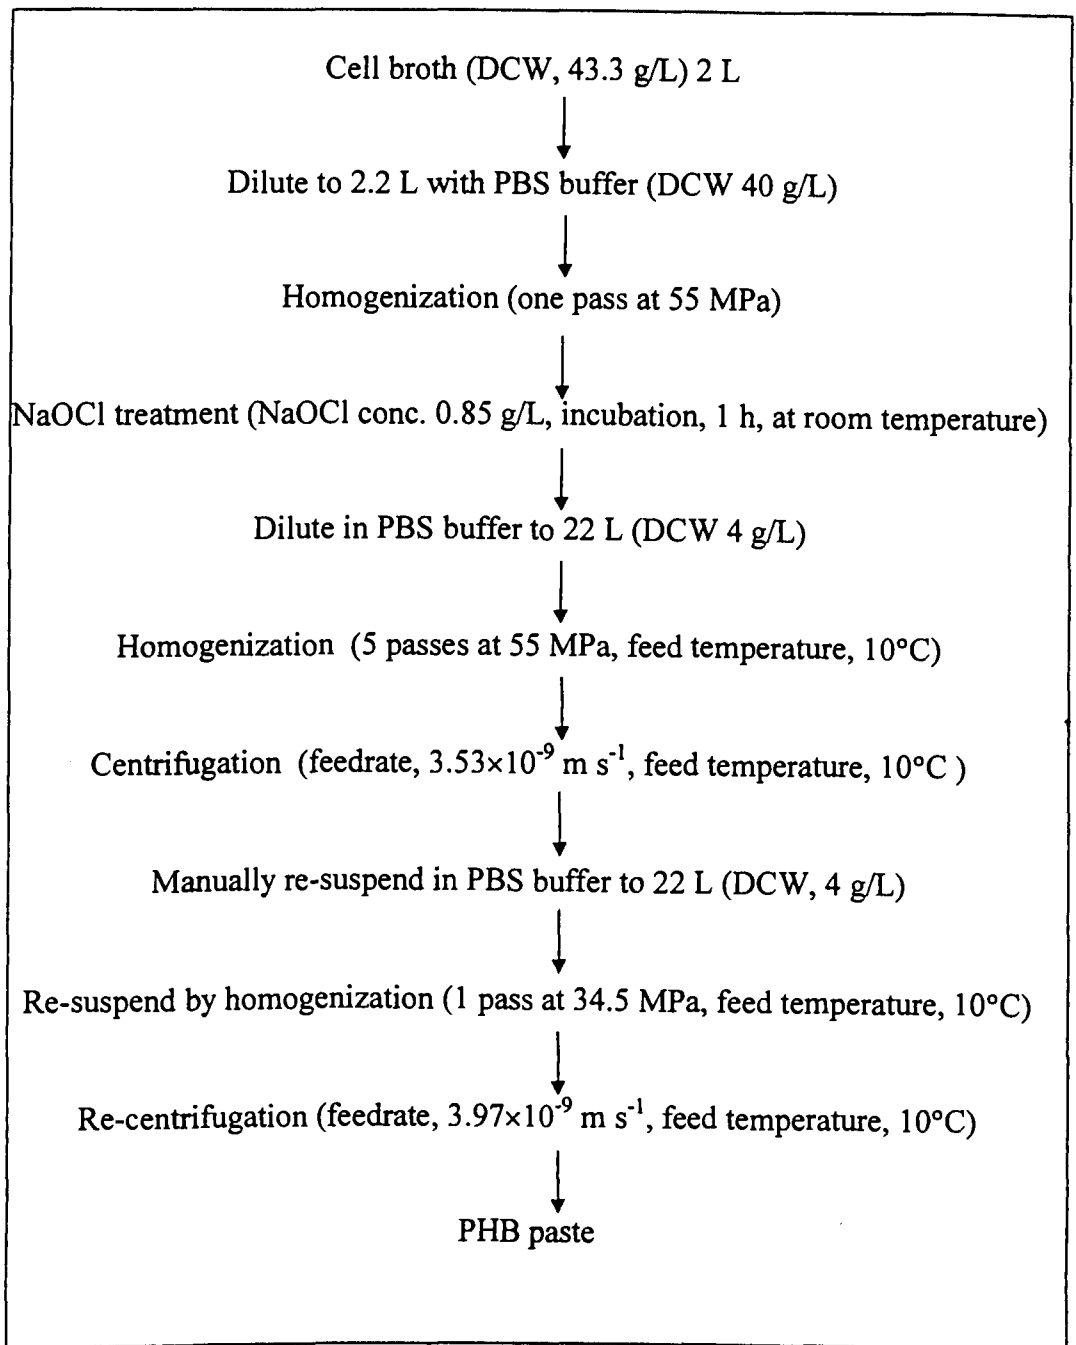 Cell broth (DCW, 43.3 g/L) 2 L
Dilute to 2.2 L with PBS buffer (DCW 40 g/L)
Homogenization (one pass at 55 MPa)
NaOCl treatment (NaOCl conc. 0.85 g/L, incubation, 1 h, at room temperature)
Dilute in PBS buffer to 22 L (DCW 4 g/L)
Homogenization (5 passes at 55 MPa, feed temperature, 10°C)
Centrifugation (feedrate, 3.53×10⁻⁹ m s⁻¹, feed temperature, 10°C )
Manually re-suspend in PBS buffer to 22 L (DCW, 4 g/L)
Re-suspend by homogenization (1 pass at 34.5 MPa, feed temperature, 10°C)
Re-centrifugation (feedrate, 3.97×10⁻⁹ m s⁻¹, feed temperature, 10°C)
PHB paste